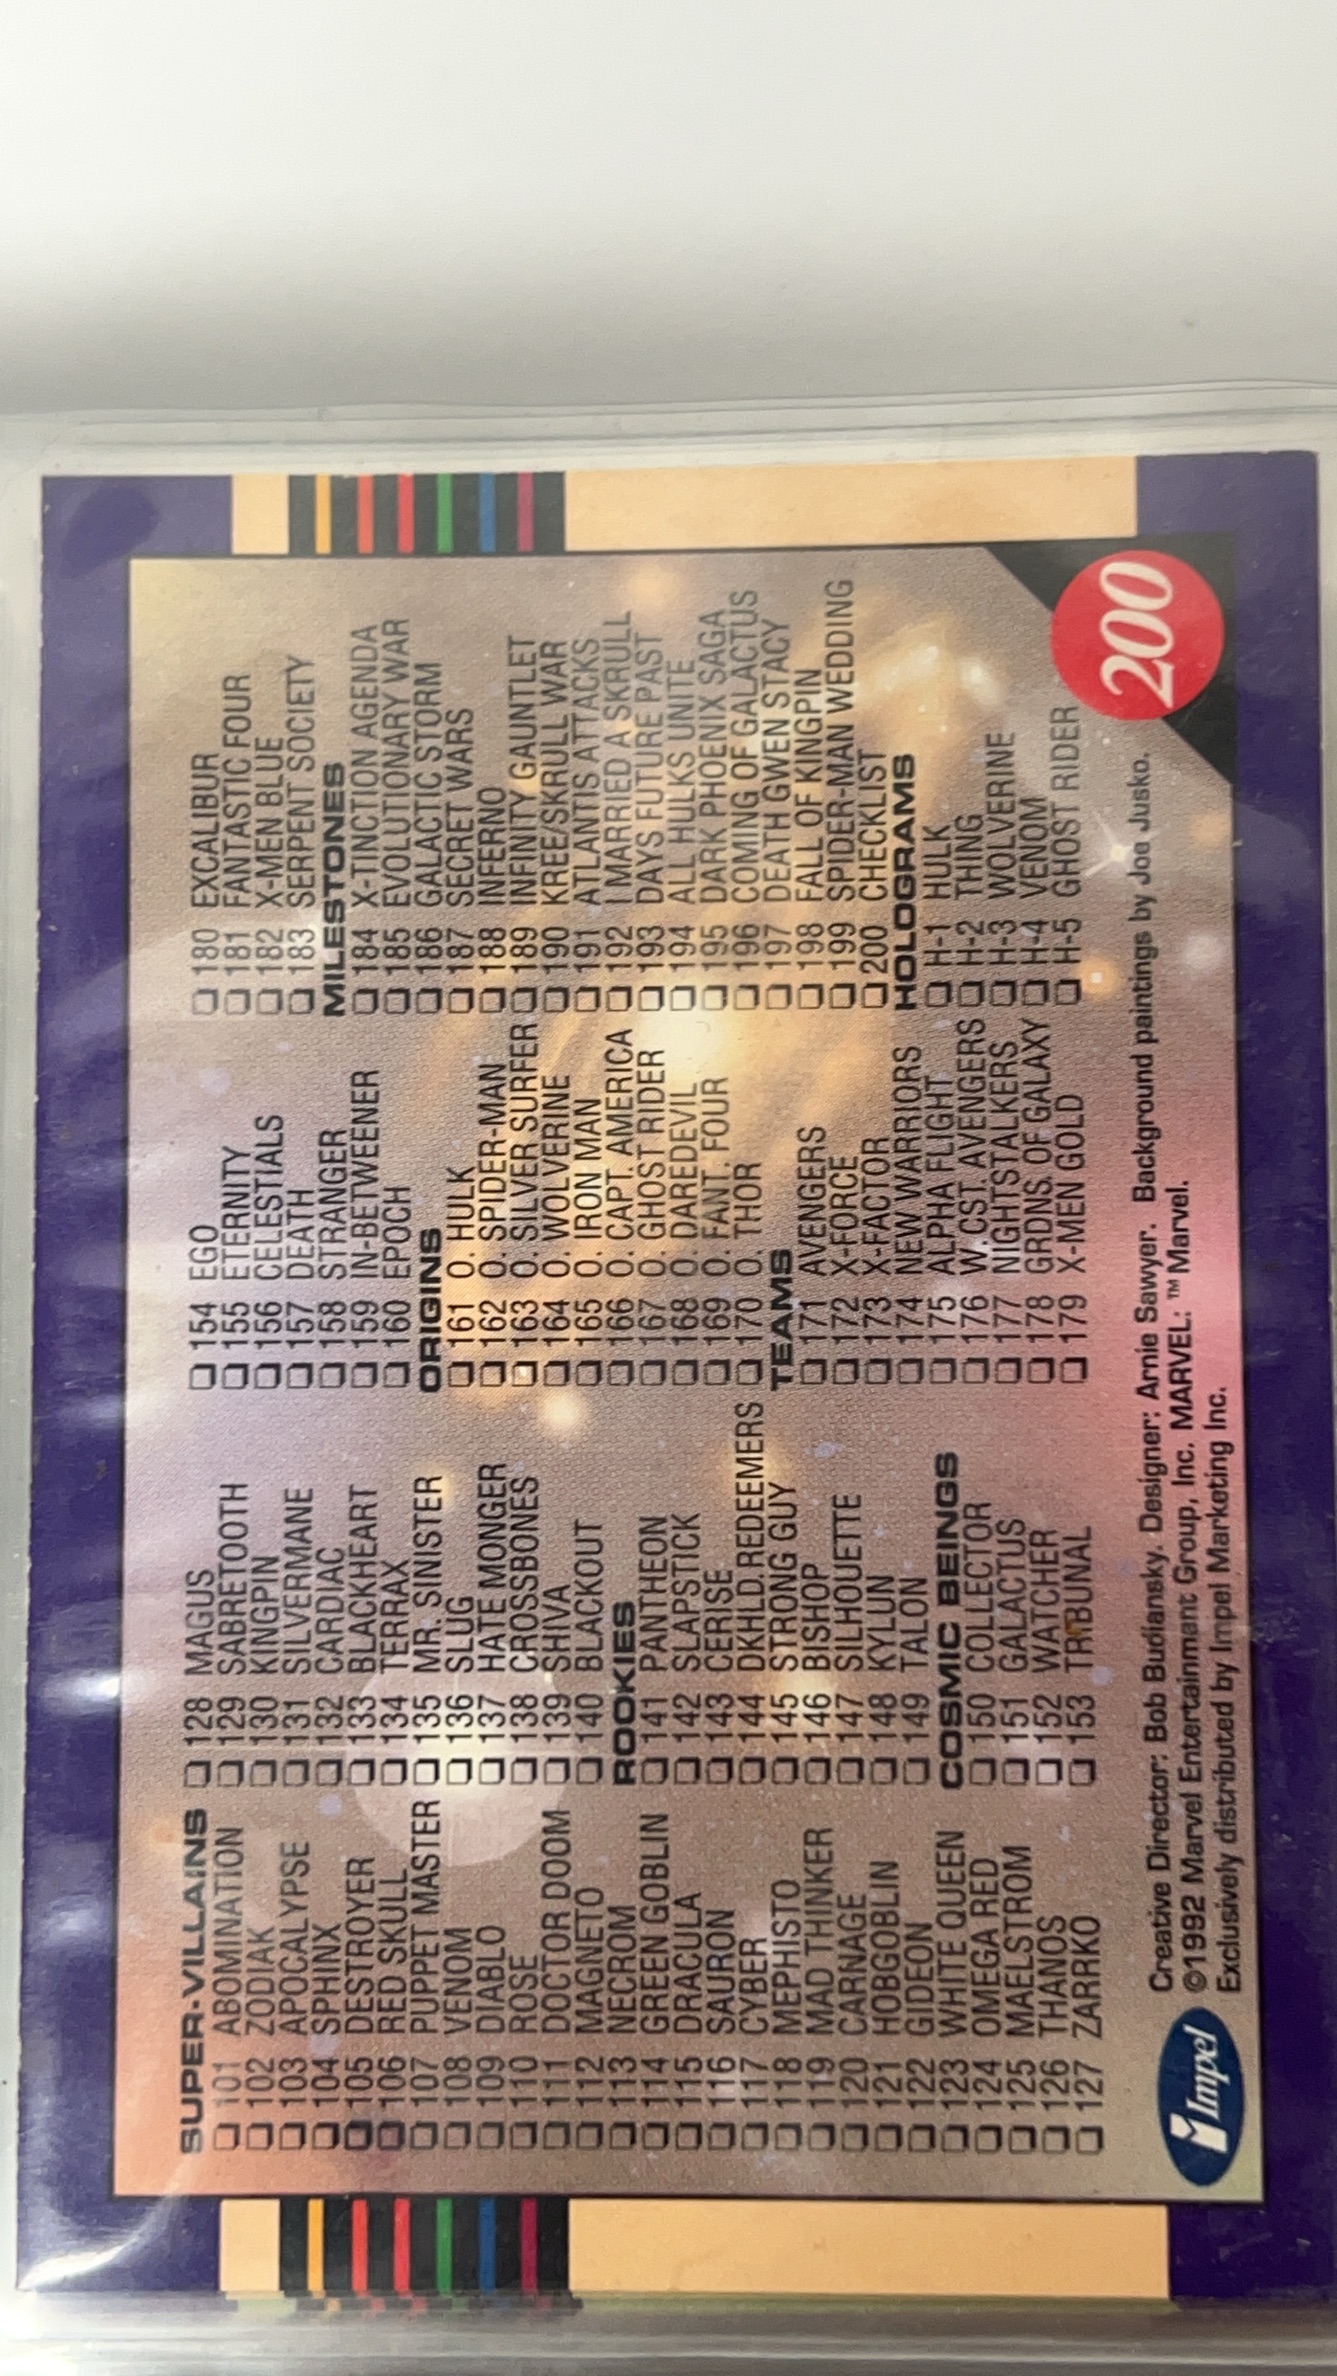 SUPER-VILLAINS
101 ABOMINATION
102 ZODIAK
103 APOCALYPSE
104 SPHINX
105 DESTROYER
106 RED SKULL
107 PUPPET MASTER
108 VENOM
109 DIABLO
110 ROSE
111 DOCTOR DOOM
112 MAGNETO
113 NECROM
114 GREEN GOBLIN
115 DRACULA
116 SAURON
117 CYBER
118 MEPHISTO
119 MAD THINKER
120 CARNAGE
121 HOBGOBLIN
122 GIDEON
123 WHITE QUEEN
124 OMEGA RED
125 MAELSTROM
126 THANOS
127 ZARRKO
128 MAGUS
129 SABRETOOTH
130 KINGPIN
131 SILVERMANE
132 CARDIAC
133 BLACKHEART
134 TERRAX
135 MR. SINISTER
136 SLUG
137 HATE MONGER
138 CROSSBONES
139 SHIVA
140 BLACKOUT
ROOKIES
141 PANTHEON
142 SLAPSTICK
143 CERISE
144 DKHLD.REDEEMERS
145 STRONG GUY
146 BISHOP
147 SILHOUETTE
148 KYLUN
149 TALON
COSMIC BEINGS
150 COLLECTOR
151 GALACTUS
152 WATCHER
153 TRIBUNAL
154 EGO
155 ETERNITY
156 CELESTIALS
157 DEATH
158 STRANGER
159 IN-BETWEENER
160 EPOCH
ORIGINS
161 O. HULK
162 O. SPIDER-MAN
163 O. SILVER SURFER
164 O. WOLVERINE
165 O. IRON MAN
166 O. CAPT. AMERICA
167 O. GHOST RIDER
168 O. DAREDEVIL
169 O. FANT. FOUR
170 O. THOR
TEAMS
171 AVENGERS
172 X-FORCE
173 X-FACTOR
174 NEW WARRIORS
175 ALPHA FLIGHT
176 W.CST. AVENGERS
177 NIGHTSTALKERS
178 GRDNS. OF GALAXY
179 X-MEN GOLD
180 EXCALIBUR
181 FANTASTIC FOUR
182 X-MEN BLUE
183 SERPENT SOCIETY
MILESTONES
184 X-TINCTION AGENDA
185 EVOLUTIONARY WAR
186 GALACTIC STORM
187 SECRET WARS
188 INFERNO
189 INFINITY GAUNTLET
190 KREE/SKRULL WAR
191 ATLANTIS ATTACKS
192 I MARRIED A SKRULL
193 DAYS FUTURE PAST
194 ALL HULKS UNITE
195 DARK PHOENIX SAGA
196 COMING OF GALACTUS
197 DEATH GWEN STACY
198 FALL OF KINGPIN
199 SPIDER-MAN WEDDING
200 CHECKLIST
HOLOGRAMS
H-1 HULK
H-2 THING
H-3 WOLVERINE
H-4 VENOM
H-5 GHOST RIDER
200
Impel
Creative Director: Bob Budiansky. Designer: Arnie Sawyer. Background paintings by Joe Jusko.
©1992 Marvel Entertainment Group, Inc. MARVEL: ™ Marvel.
Exclusively distributed by Impel Marketing Inc.